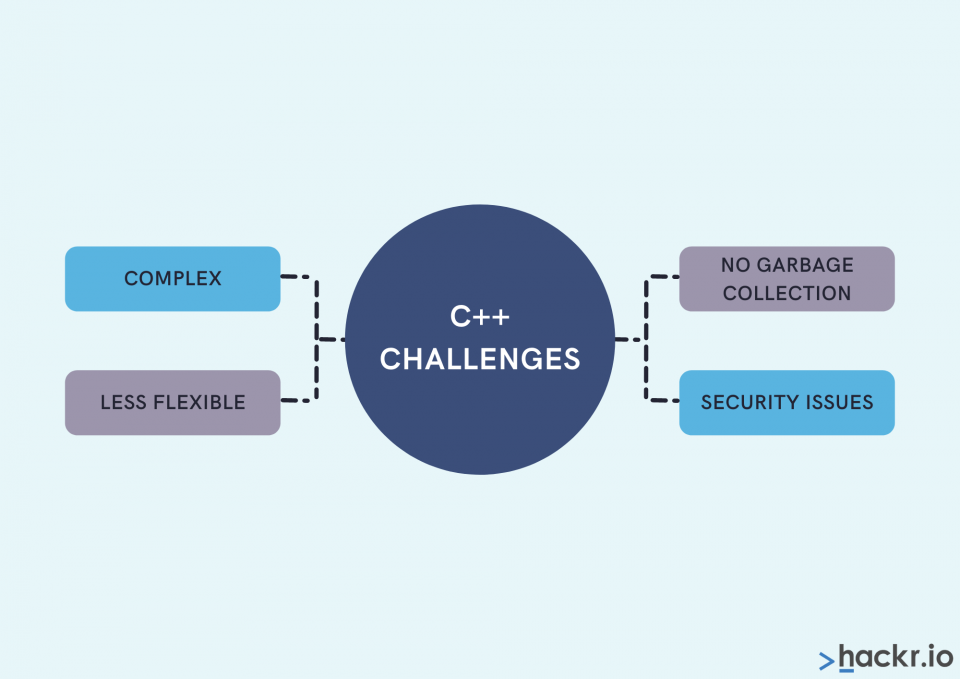 COMPLEX
LESS FLEXIBLE
C++
CHALLENGES
NO GARBAGE
COLLECTION
SECURITY ISSUES
>hackr.io